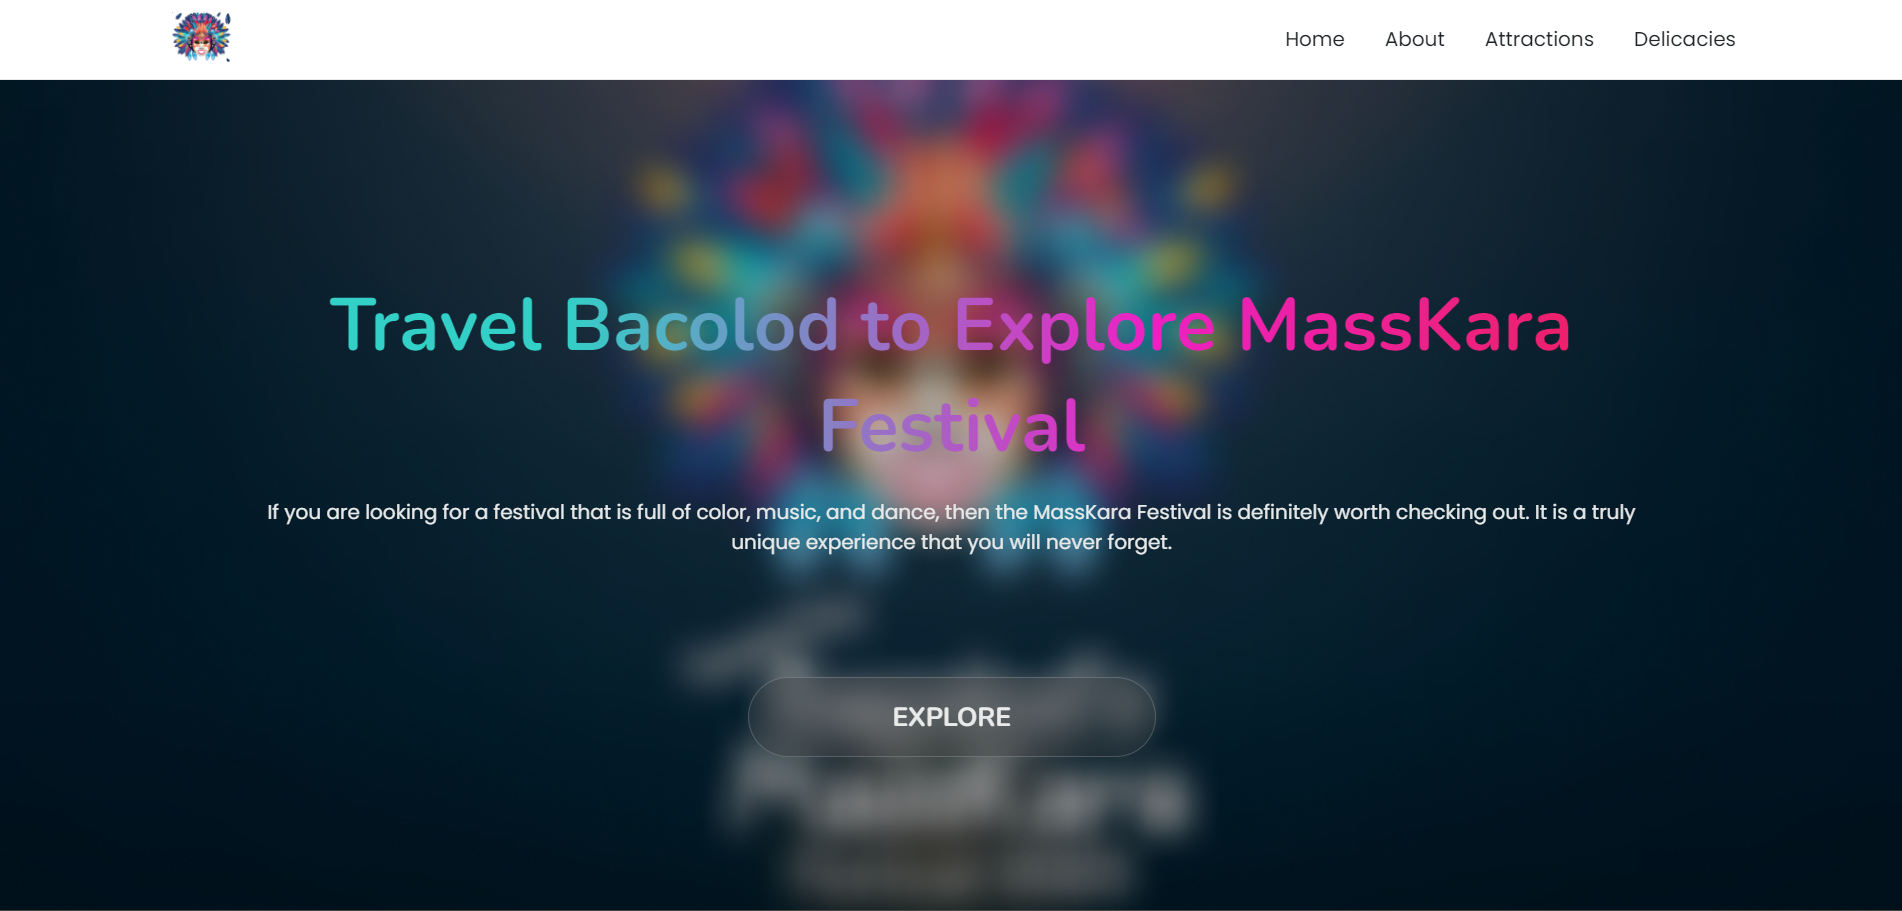 Home About Attractions Delicacies
Travel Bacolod to Explore MassKara
Festival
If you are looking for a festival that is full of color, music, and dance, then the MassKara Festival is definitely worth checking out. It is a truly
unique experience that you will never forget.
EXPLORE
MassKara